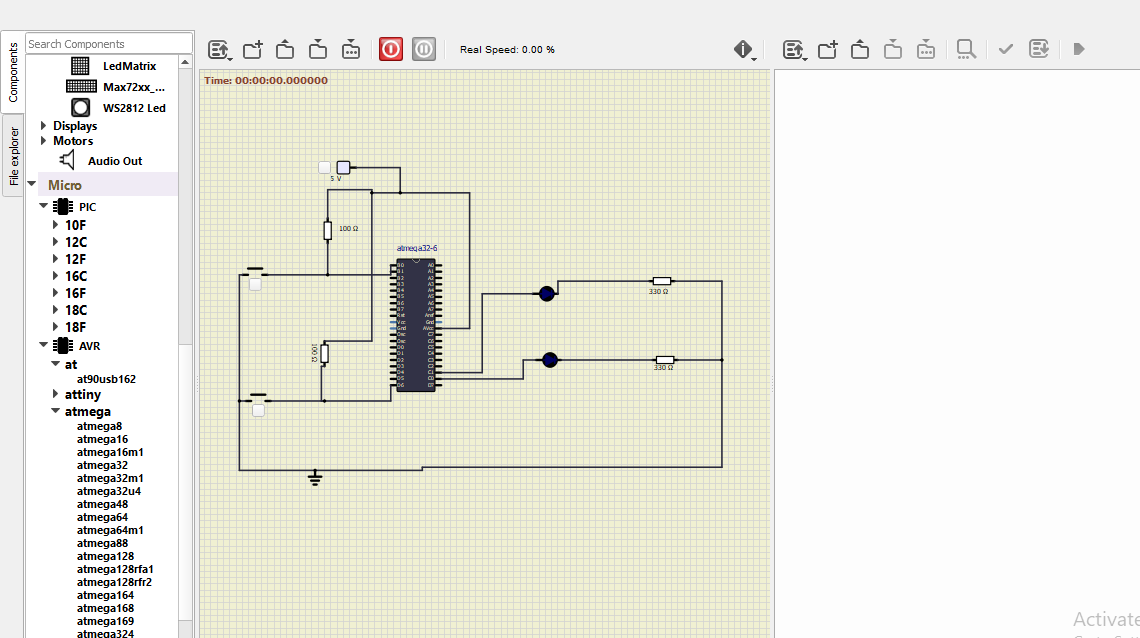 Components
File explorer
Search Components
LedMatrix
Max72xx_...
WS2812 Led
Displays
Motors
Audio Out
Micro
PIC
10F
12C
12F
16C
16F
18C
18F
AVR
at
at90usb162
attiny
atmega
atmega8
atmega16
atmega16m1
atmega32
atmega32m1
atmega32u4
atmega48
atmega64
atmega64m1
atmega88
atmega128
atmega128rfa1
atmega128rfr2
atmega164
atmega168
atmega169
atmega324
Real Speed: 0.00 %
Time: 00:00:00.000000
5 V
100 Ω
atmega32-6
100 Ω
330 Ω
330 Ω
Activate